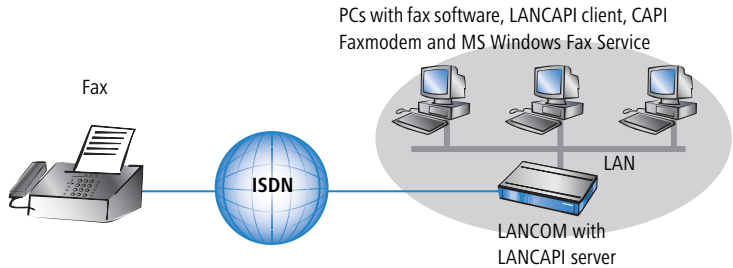 PCs with fax software, LANCAPI client, CAPI
Faxmodem and MS Windows Fax Service
Fax
ISDN
LAN
LANCOM with
LANCAPI server